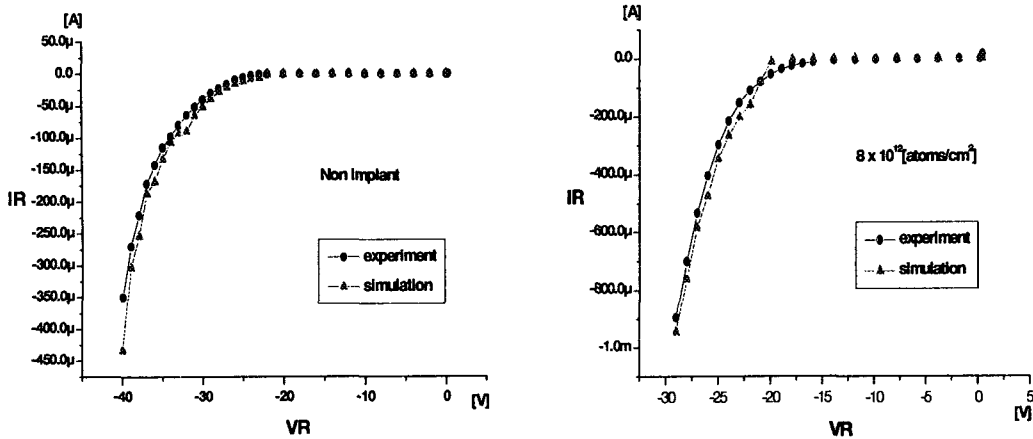 [A]
50.0µ
0.0
-50.0µ
-100.0µ
-150.0µ
-200.0µ
-250.0µ
-300.0µ
-350.0µ
-400.0µ
-450.0µ
IR
Non Implant
experiment
simulation
-40
-30
-20
-10
0
[V]
VR
[A]
0.0
-200.0µ
-400.0µ
-600.0µ
-800.0µ
-1.0m
IR
8 x 10¹²[atoms/cm²]
experiment
simulation
-30
-25
-20
-15
-10
-5
0
5
[V]
VR